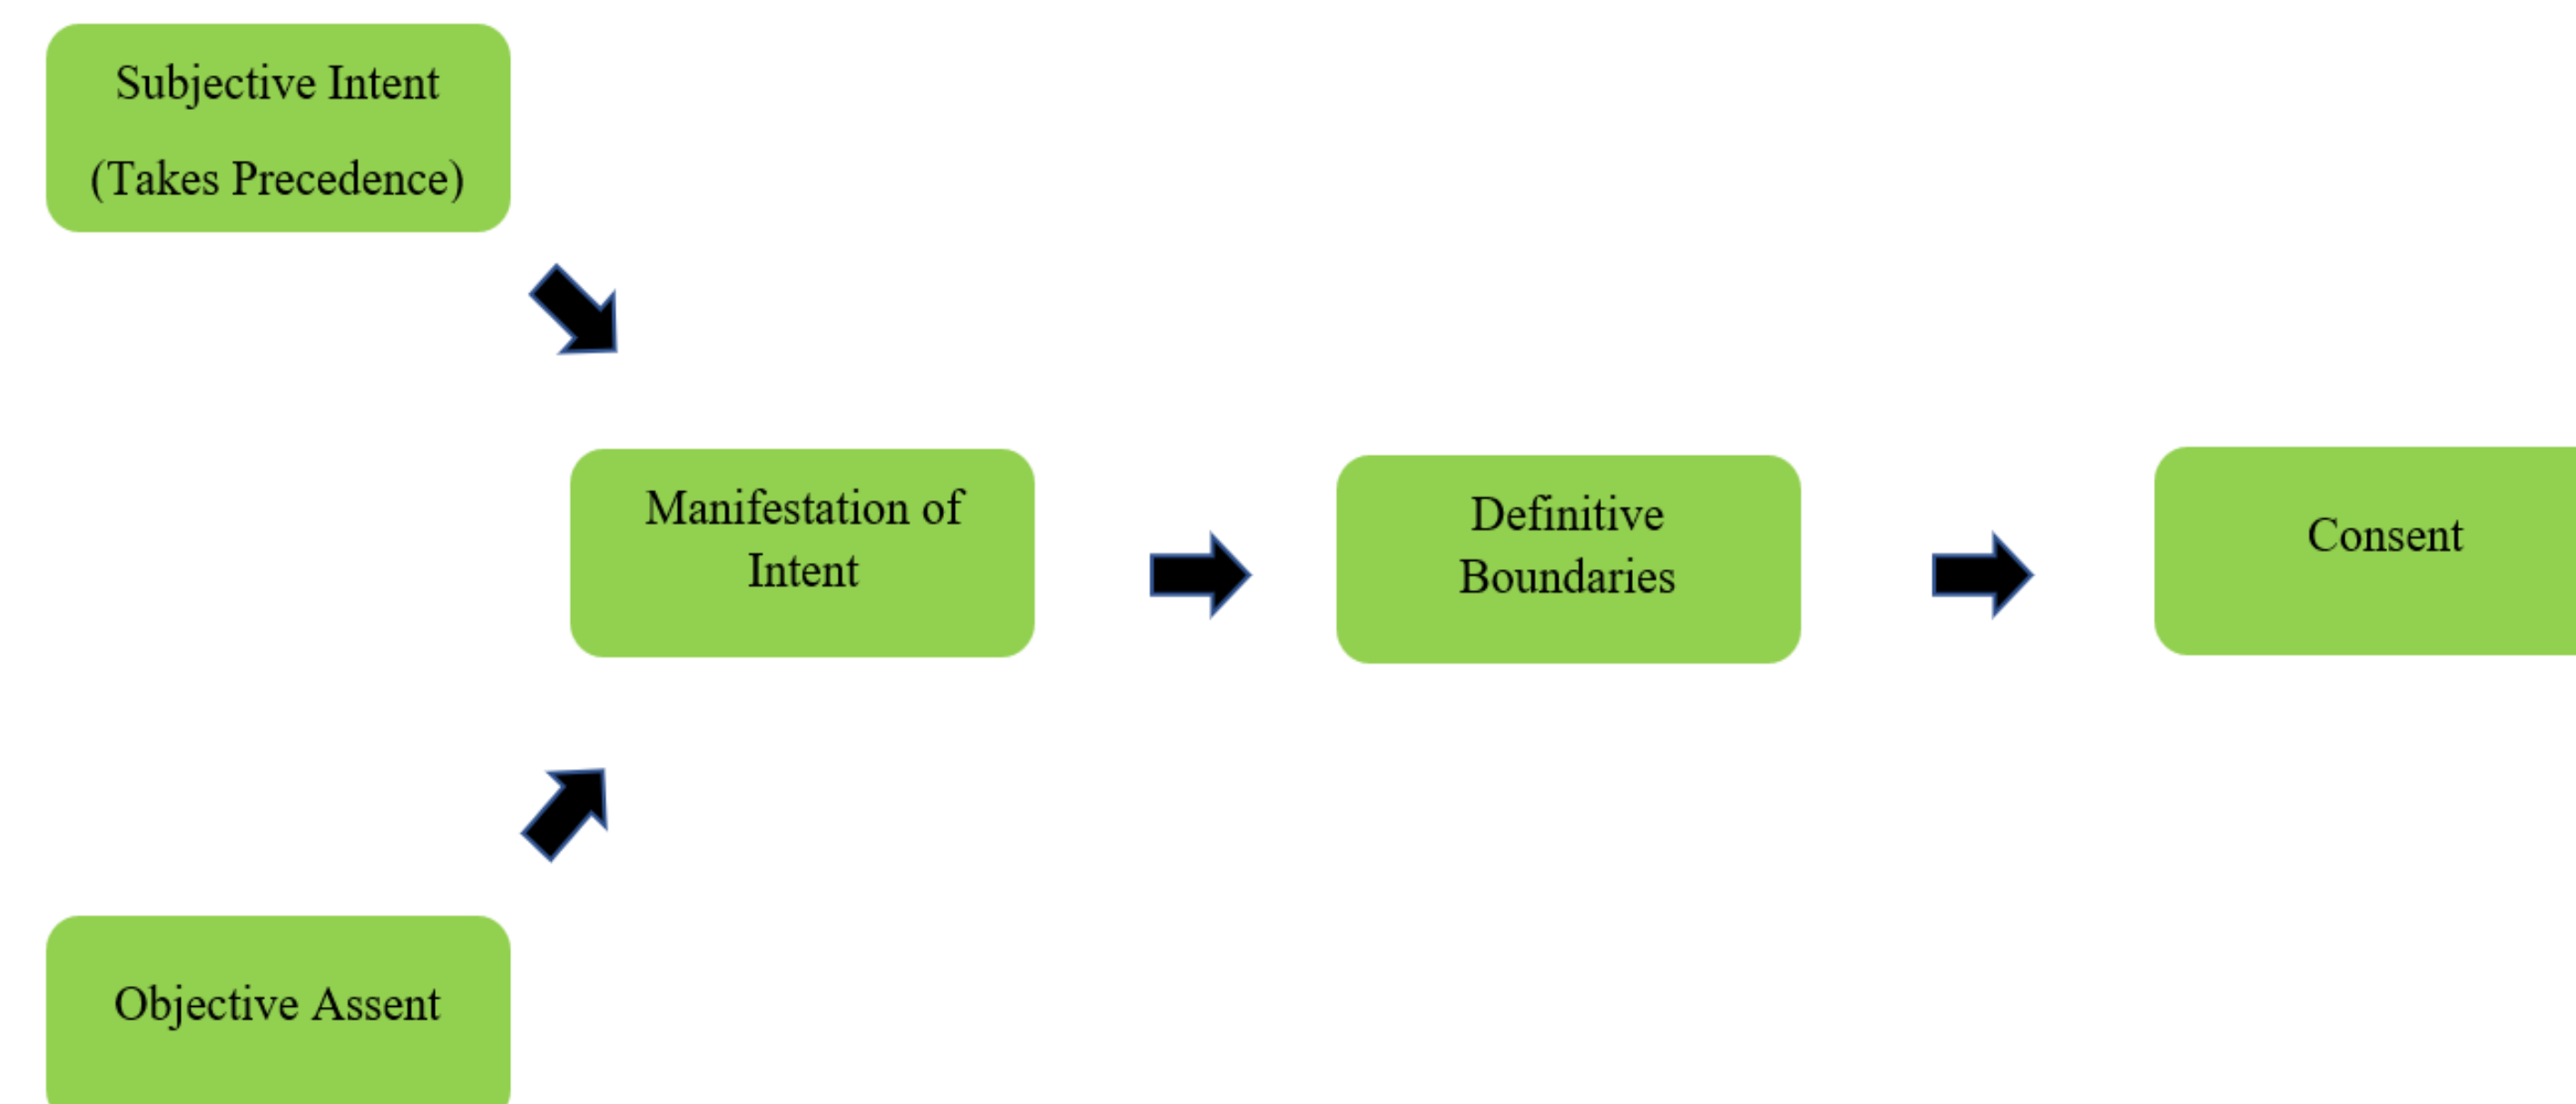 Subjective Intent
(Takes Precedence)
Manifestation of
Intent
Definitive
Boundaries
Consent
Objective Assent